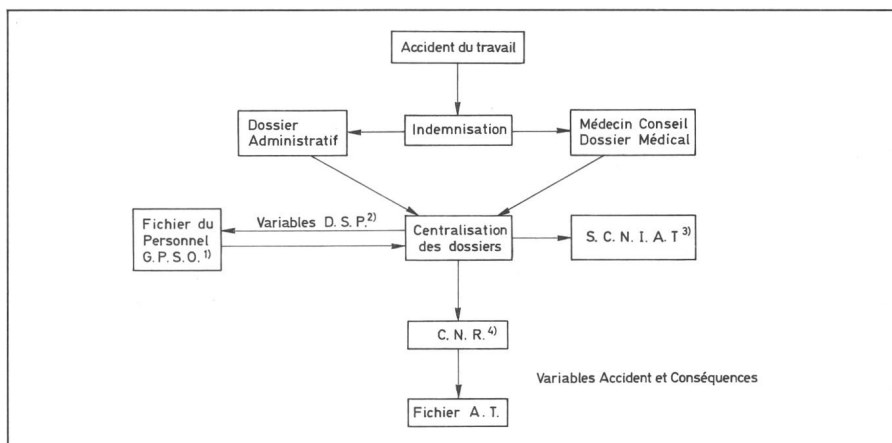 Accident du travail
Dossier
Administratif
Indemnisation
Médecin Conseil
Dossier Médical
Fichier du
Personnel
G. P. S. O. 1)
Variables D. S. P. 2)
Centralisation
des dossiers
S. C. N. I. A. T 3)
C. N. R. 4)
Variables Accident et Conséquences
Fichier A. T.